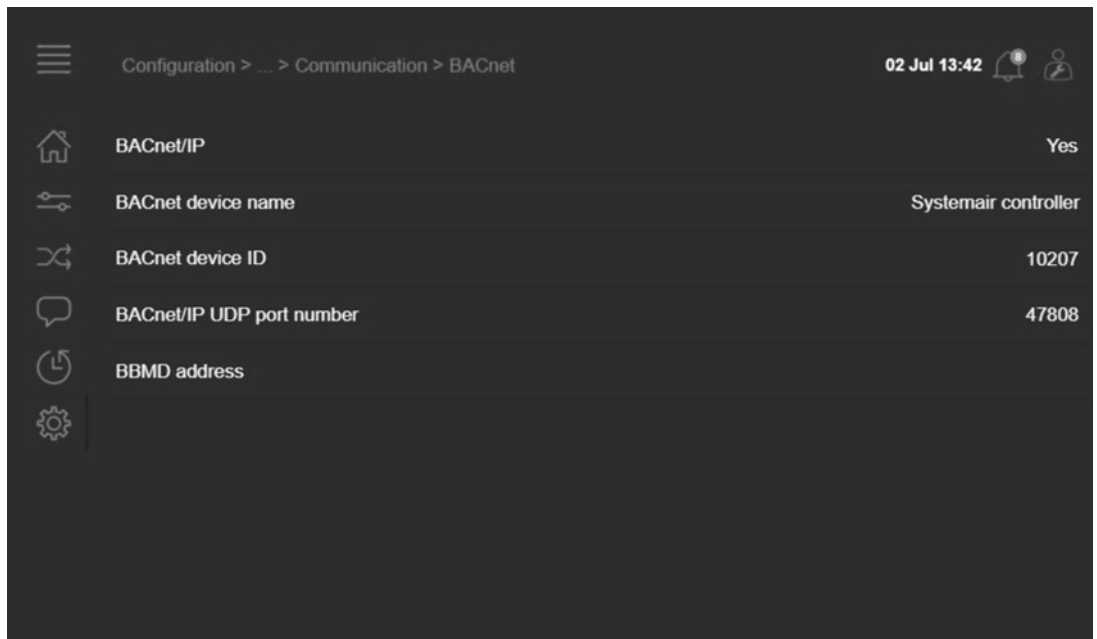 Configuration > ... > Communication > BACnet 02 Jul 13:42 8
BACnet/IP Yes
BACnet device name Systemair controller
BACnet device ID 10207
BACnet/IP UDP port number 47808
BBMD address